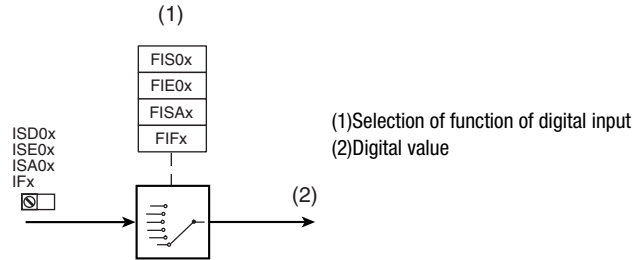 (1)
FIS0x
FIE0x
FISAx
FIFx
ISD0x
ISE0x
ISA0x
IFx
(2)
(1)Selection of function of digital input
(2)Digital value